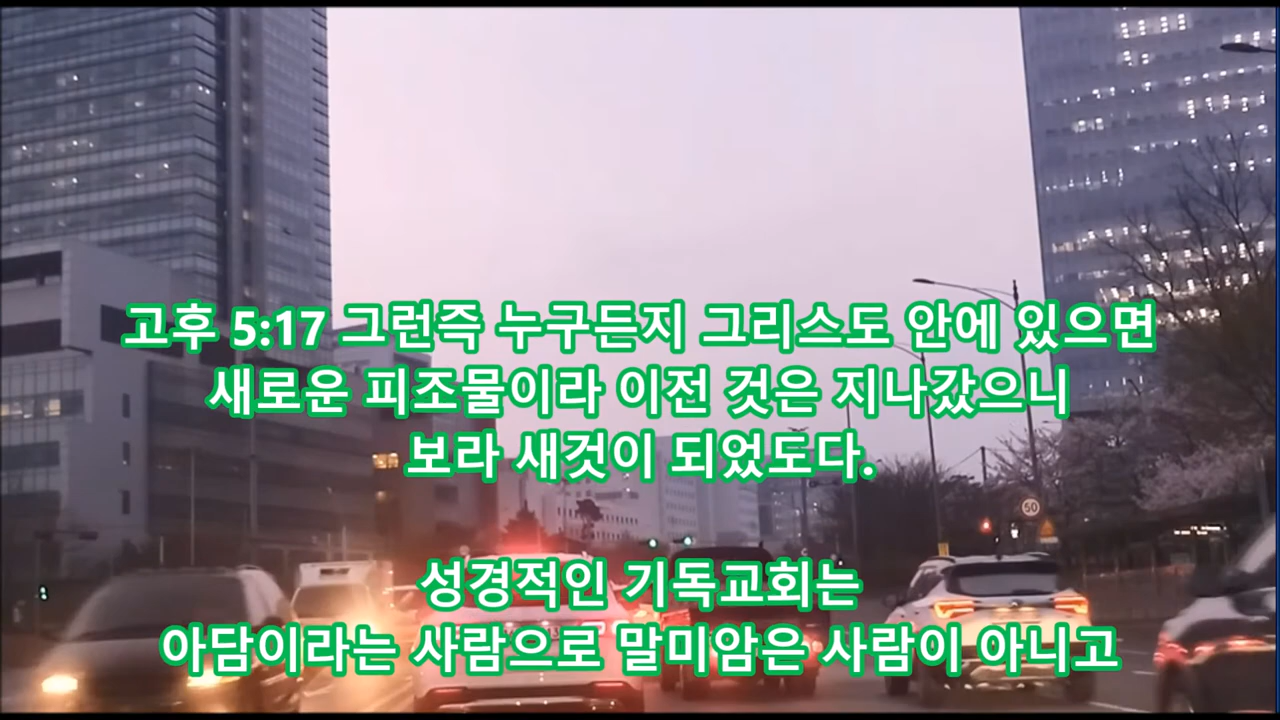 고후 5:17 그런즉 누구든지 그리스도 안에 있으면
새로운 피조물이라 이전 것은 지나갔으니
보라 새것이 되었도다.
50
성경적인 기독교회는
아담이라는 사람으로 말미암은 사람이 아니고